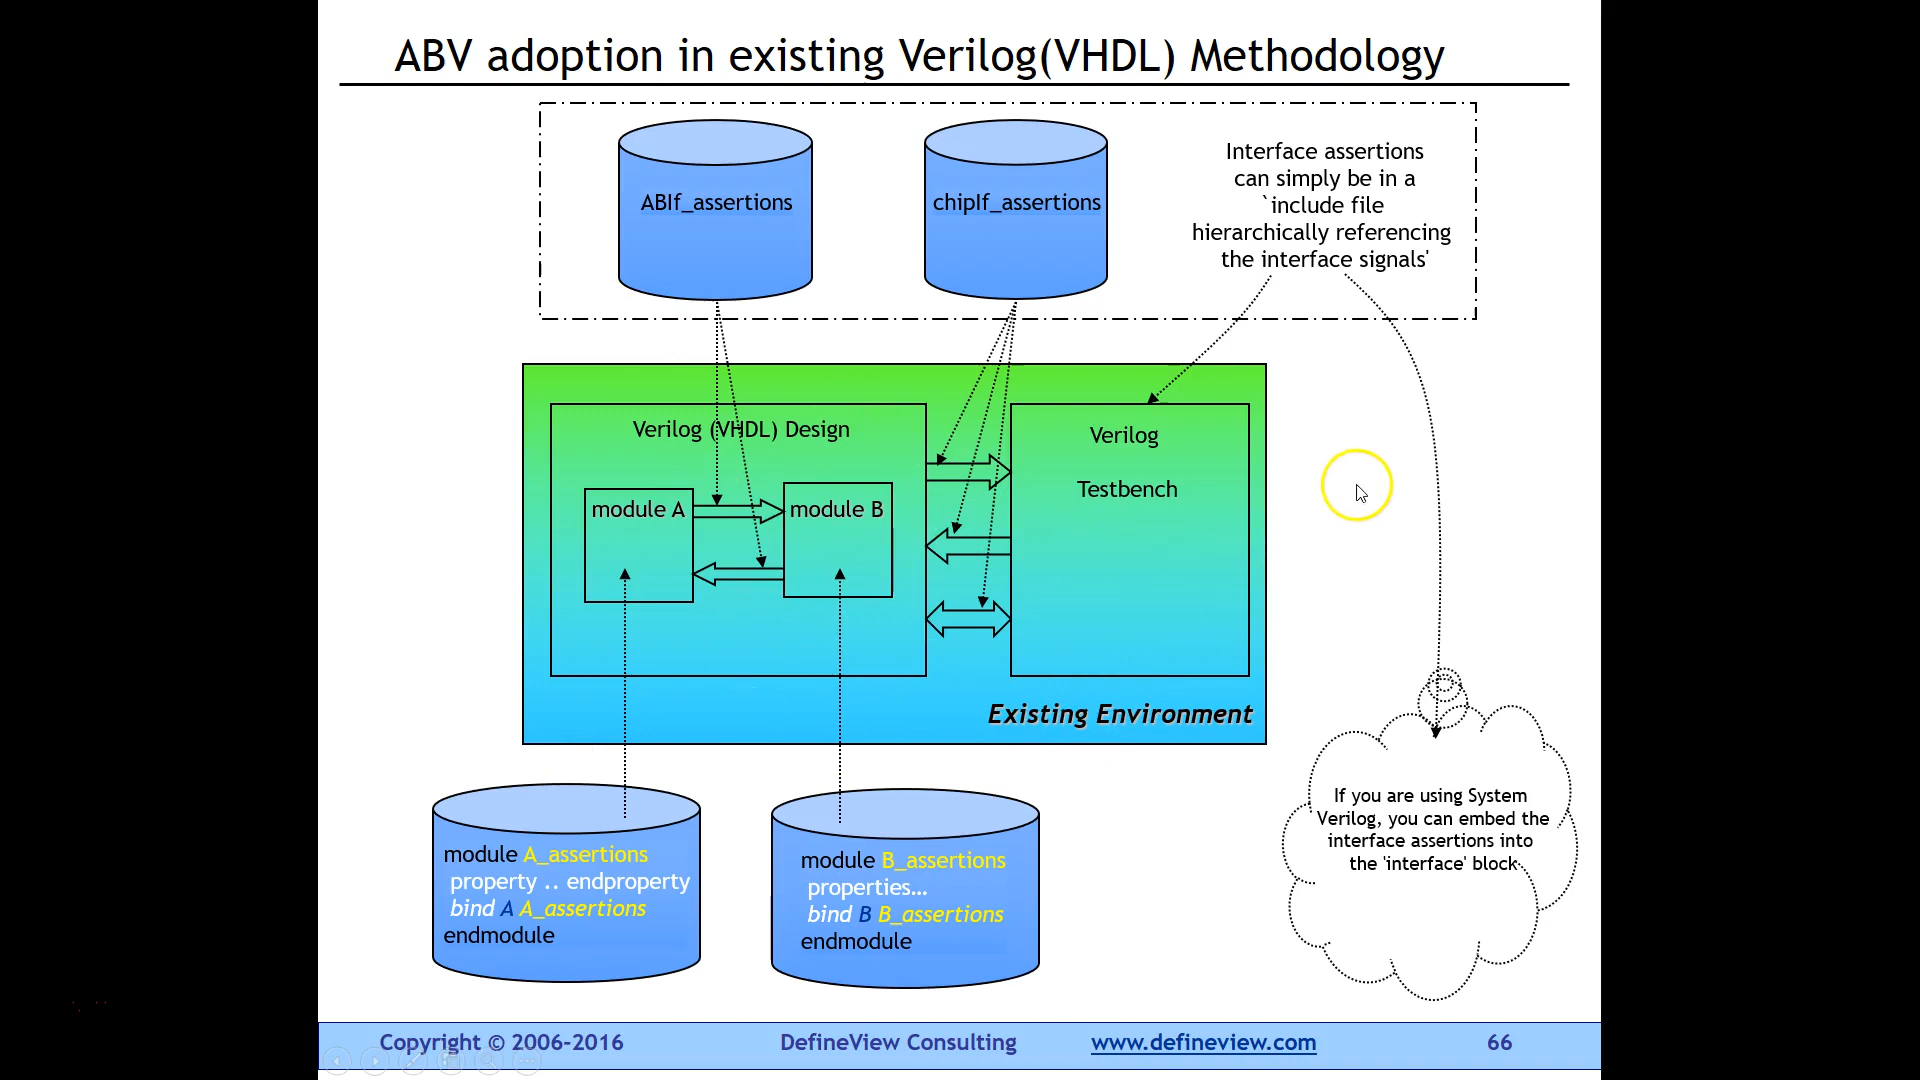 ABV adoption in existing Verilog(VHDL) Methodology
ABIf_assertions
chipIf_assertions
Interface assertions
can simply be in a
`include file
hierarchically referencing
the interface signals'
Verilog (VHDL) Design
module A
module B
Verilog
Testbench
Existing Environment
module A_assertions
property .. endproperty
bind A A_assertions
endmodule
module B_assertions
properties...
bind B B_assertions
endmodule
If you are using System
Verilog, you can embed the
interface assertions into
the 'interface' block
Copyright © 2006-2016
DefineView Consulting
www.defineview.com
66